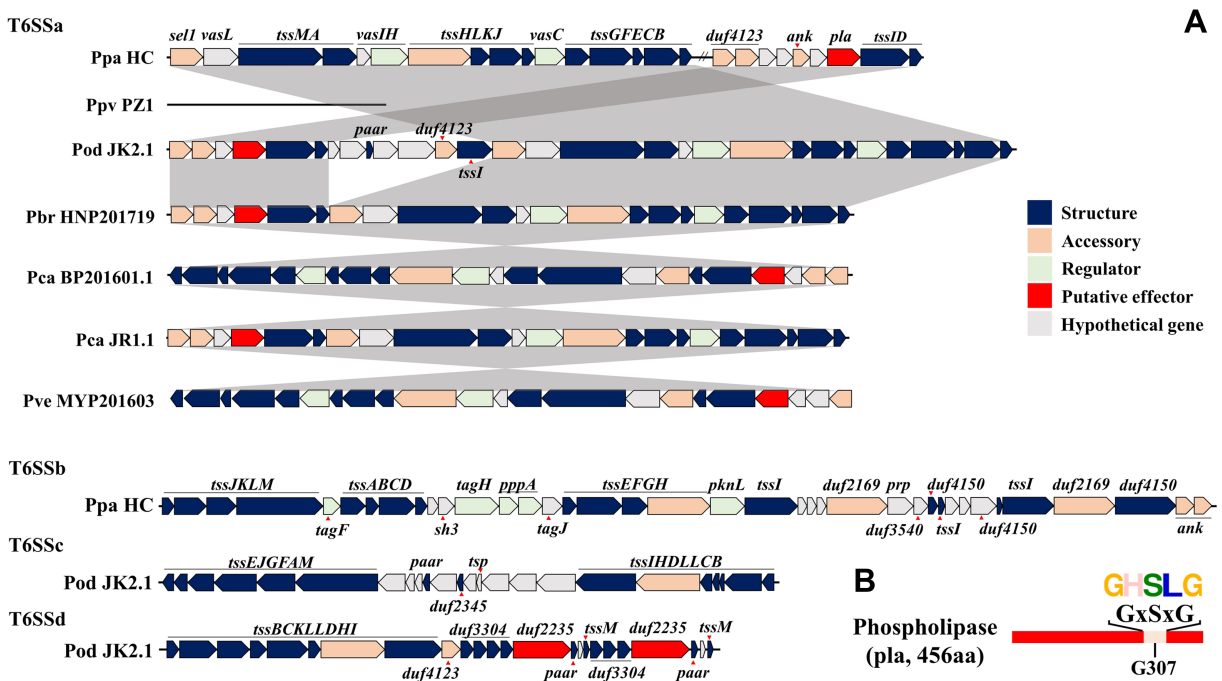 T6SSa
A
sel1 vasL tssMA vasIH tssHLKJ vasC tssGFECB duf4123 ank pla tssID
Ppa HC
//
Ppv PZ1
paar duf4123
Pod JK2.1
tssI
Pbr HNP201719
Pca BP201601.1
Pca JR1.1
Pve MYP201603
Structure
Accessory
Regulator
Putative effector
Hypothetical gene
T6SSb
tssJKLM tssABCD tagH pppA tssEFGH pknL tssI duf2169 prp duf4150 tssI duf2169 duf4150
Ppa HC
tagF sh3 tagJ duf3540 tssI duf4150 ank
T6SSc
tssEJGFAM paar tsp tssIHDLLCB
Pod JK2.1
duf2345
T6SSd
tssBCKLLDHI duf3304 duf2235 tssM duf2235 tssM
Pod JK2.1
duf4123 paar duf3304 paar
B
GHSLG
GxSxG
Phospholipase
(pla, 456aa)
G307